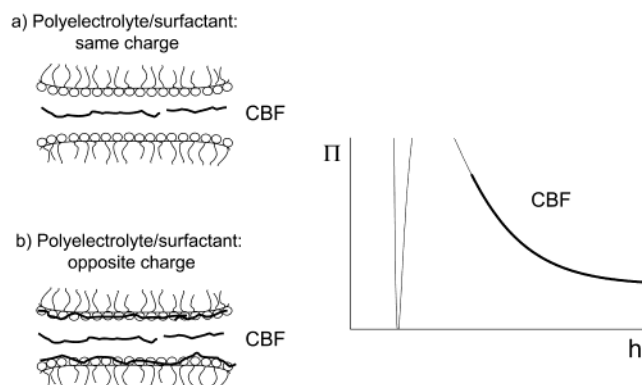 a) Polyelectrolyte/surfactant:
same charge
CBF
b) Polyelectrolyte/surfactant:
opposite charge
CBF
Π
CBF
h